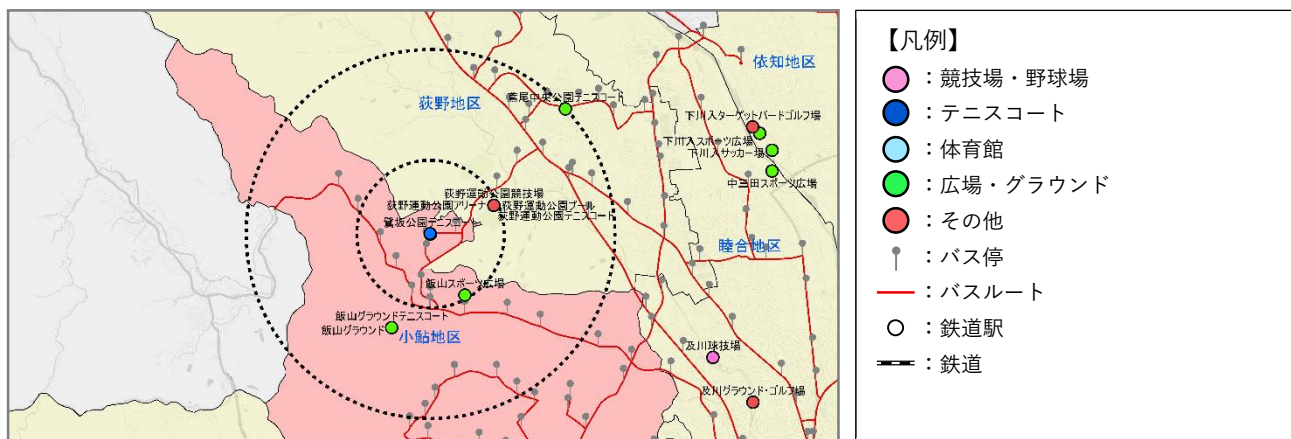 依知地区
荻野地区
鳶尾中央公園テニスコート
下川入ターゲットバードゴルフ場
下川入スポーツ広場
下川入サッカー場
中三田スポーツ広場
荻野運動公園競技場
荻野運動公園アリーナ
荻野運動公園プール
荻野運動公園テニスコート
鷺坂公園テニスコート
睦合地区
飯山スポーツ広場
飯山グラウンドテニスコート
飯山グラウンド
小鮎地区
及川球技場
及川グラウンド・ゴルフ場
【凡例】
：競技場・野球場
：テニスコート
：体育館
：広場・グラウンド
：その他
：バス停
：バスルート
：鉄道駅
：鉄道